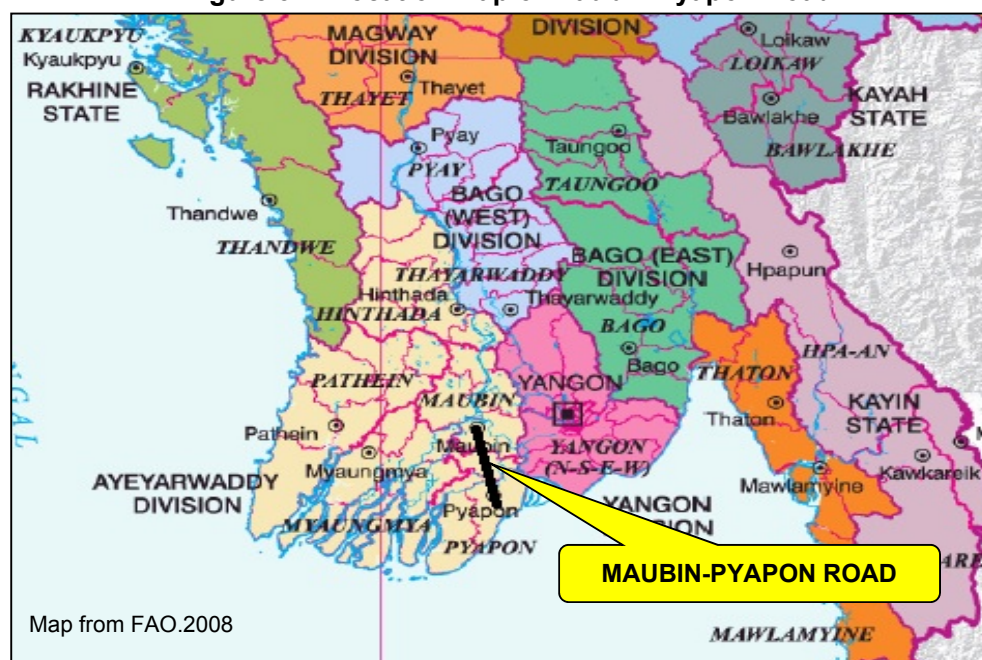 KYAUKPYU
Kyaukpyu
RAKHINE
STATE
MAGWAY
DIVISION
THAYET
Thayet
DIVISION
Loikaw
LOIKAW
KAYAH
STATE
Bawlakhe
BAWLAKHE
Pyay
PYAY
BAGO
(WEST)
DIVISION
Taungoo
TAUNGOO
Thandwe
THANDWE
BAGO (EAST)
DIVISION
Hpapun
THAYARWADDY
Thayarwaddy
Hinthada
HINTHADA
BAGO
Bago
HPA-AN
PATHEIN
Pathein
MAUBIN
Maubin
YANGON
YANGON
(N-S-E-W)
THATON
Thaton
KAYIN
STATE
Kawkareik
Myaungmya
AYEYARWADDY
DIVISION
MYAUNGMYA
Pyapon
PYAPON
YANGON
Mawlamyine
MAUBIN-PYAPON ROAD
Map from FAO.2008
MAWLAMYINE